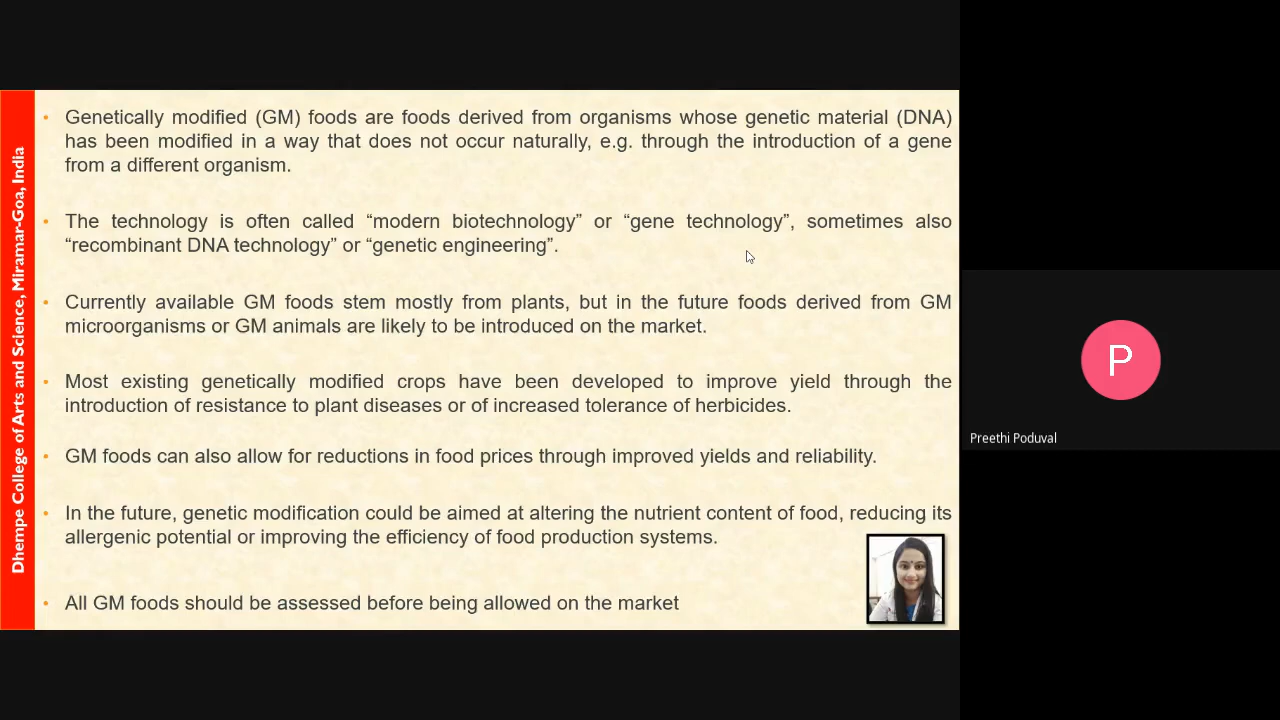 Dhempe College of Arts and Science, Miramar-Goa, India
• Genetically modified (GM) foods are foods derived from organisms whose genetic material (DNA)
has been modified in a way that does not occur naturally, e.g. through the introduction of a gene
from a different organism.
• The technology is often called “modern biotechnology” or “gene technology”, sometimes also
“recombinant DNA technology” or “genetic engineering”.
• Currently available GM foods stem mostly from plants, but in the future foods derived from GM
microorganisms or GM animals are likely to be introduced on the market.
• Most existing genetically modified crops have been developed to improve yield through the
introduction of resistance to plant diseases or of increased tolerance of herbicides.
• GM foods can also allow for reductions in food prices through improved yields and reliability.
• In the future, genetic modification could be aimed at altering the nutrient content of food, reducing its
allergenic potential or improving the efficiency of food production systems.
• All GM foods should be assessed before being allowed on the market
P
Preethi Poduval